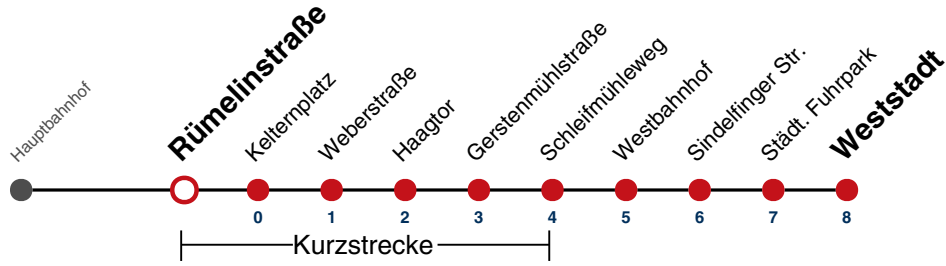 Hauptbahnhof
Rümelinstraße
Kelternplatz
Weberstraße
Haagtor
Gerstenmühlstraße
Schleifmühleweg
Westbahnhof
Sindelfinger Str.
Städt. Fuhrpark
Weststadt
0 1 2 3 4 5 6 7 8
Kurzstrecke